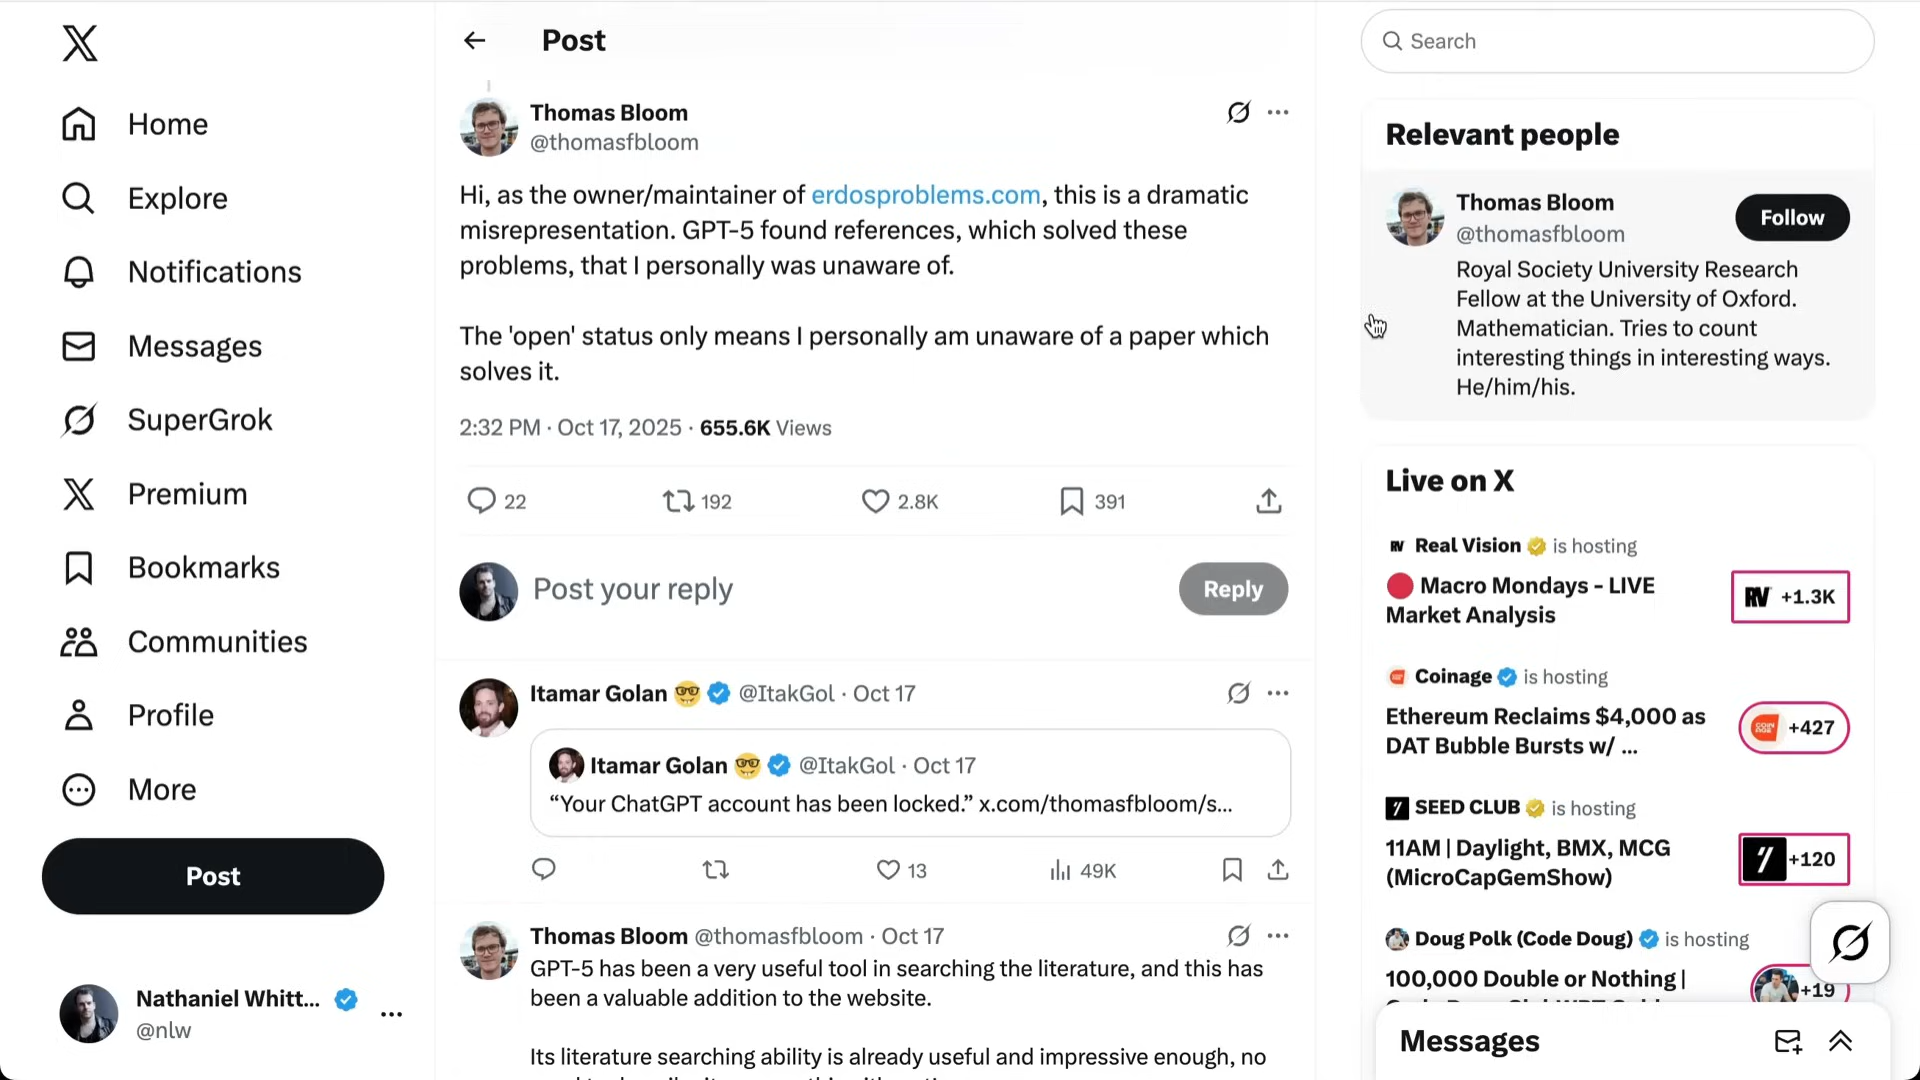 Home
Explore
Notifications
Messages
SuperGrok
Premium
Bookmarks
Communities
Profile
More
Post
Nathaniel Whitt...
@nlw
Post
Thomas Bloom
@thomasfbloom
Hi, as the owner/maintainer of erdosproblems.com, this is a dramatic
misrepresentation. GPT-5 found references, which solved these
problems, that I personally was unaware of.
The 'open' status only means I personally am unaware of a paper which
solves it.
2:32 PM · Oct 17, 2025 · 655.6K Views
22 192 2.8K 391
Post your reply
Reply
Itamar Golan 🤓 @ItakGol · Oct 17
Itamar Golan 🤓 @ItakGol · Oct 17
“Your ChatGPT account has been locked.” x.com/thomasfbloom/s...
13 49K
Thomas Bloom @thomasfbloom · Oct 17
GPT-5 has been a very useful tool in searching the literature, and this has
been a valuable addition to the website.
Its literature searching ability is already useful and impressive enough, no
Search
Relevant people
Thomas Bloom
@thomasfbloom
Follow
Royal Society University Research
Fellow at the University of Oxford.
Mathematician. Tries to count
interesting things in interesting ways.
He/him/his.
Live on X
RV Real Vision is hosting
🔴 Macro Mondays - LIVE
Market Analysis
RV +1.3K
Coinage is hosting
Ethereum Reclaims $4,000 as
DAT Bubble Bursts w/ ...
+427
SEED CLUB is hosting
11AM | Daylight, BMX, MCG
(MicroCapGemShow)
+120
Doug Polk (Code Doug) is hosting
100,000 Double or Nothing |
+19
Messages